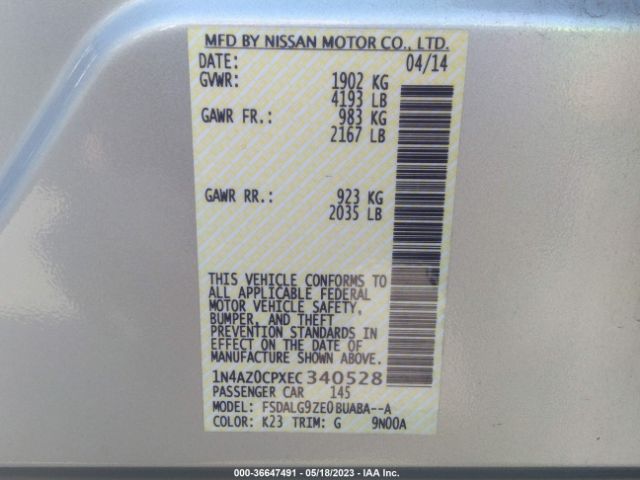 MFD BY NISSAN MOTOR CO., LTD.
DATE: 04/14
GVWR: 1902 KG
4193 LB
GAWR FR.: 983 KG
2167 LB
GAWR RR.: 923 KG
2035 LB
THIS VEHICLE CONFORMS TO
ALL APPLICABLE FEDERAL
MOTOR VEHICLE SAFETY,
BUMPER, AND THEFT
PREVENTION STANDARDS IN
EFFECT ON THE DATE OF
MANUFACTURE SHOWN ABOVE.
1N4AZ0CPXEC340528
PASSENGER CAR 145
MODEL: FSDALG9ZE0BUABA--A
COLOR: K23 TRIM: G 9N00A
000-36647491 - 05/18/2023 - IAA Inc.